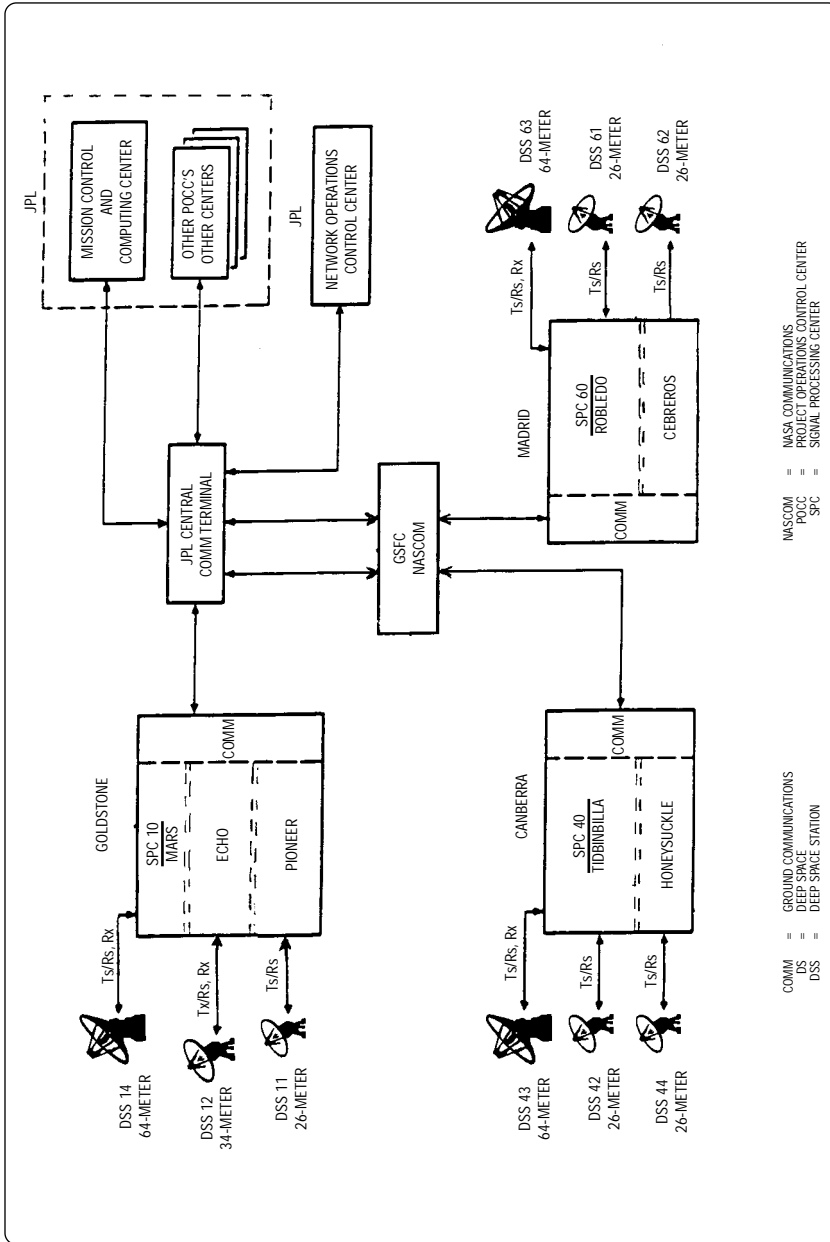 JPL
MISSION CONTROL
AND
COMPUTING CENTER
OTHER POCC'S
OTHER CENTERS
JPL
NETWORK OPERATIONS
CONTROL CENTER
JPL CENTRAL
COMM TERMINAL
GSFC
NASCOM
GOLDSTONE
SPC 10
MARS
ECHO
PIONEER
COMM
DSS 14
64-METER
Ts/Rs, Rx
DSS 12
34-METER
Tx/Rs, Rx
DSS 11
26-METER
Ts/Rs
CANBERRA
SPC 40
TIDBINBILLA
HONEYSUCKLE
COMM
DSS 43
64-METER
Ts/Rs, Rx
DSS 42
26-METER
Ts/Rs
DSS 44
26-METER
Ts/Rs
MADRID
SPC 60
ROBLEDO
CEBREROS
COMM
DSS 63
64-METER
Ts/Rs, Rx
DSS 61
26-METER
Ts/Rs
DSS 62
26-METER
Ts/Rs
COMM = GROUND COMMUNICATIONS
DS = DEEP SPACE
DSS = DEEP SPACE STATION
NASCOM = NASA COMMUNICATIONS
POCC = PROJECT OPERATIONS CONTROL CENTER
SPC = SIGNAL PROCESSING CENTER